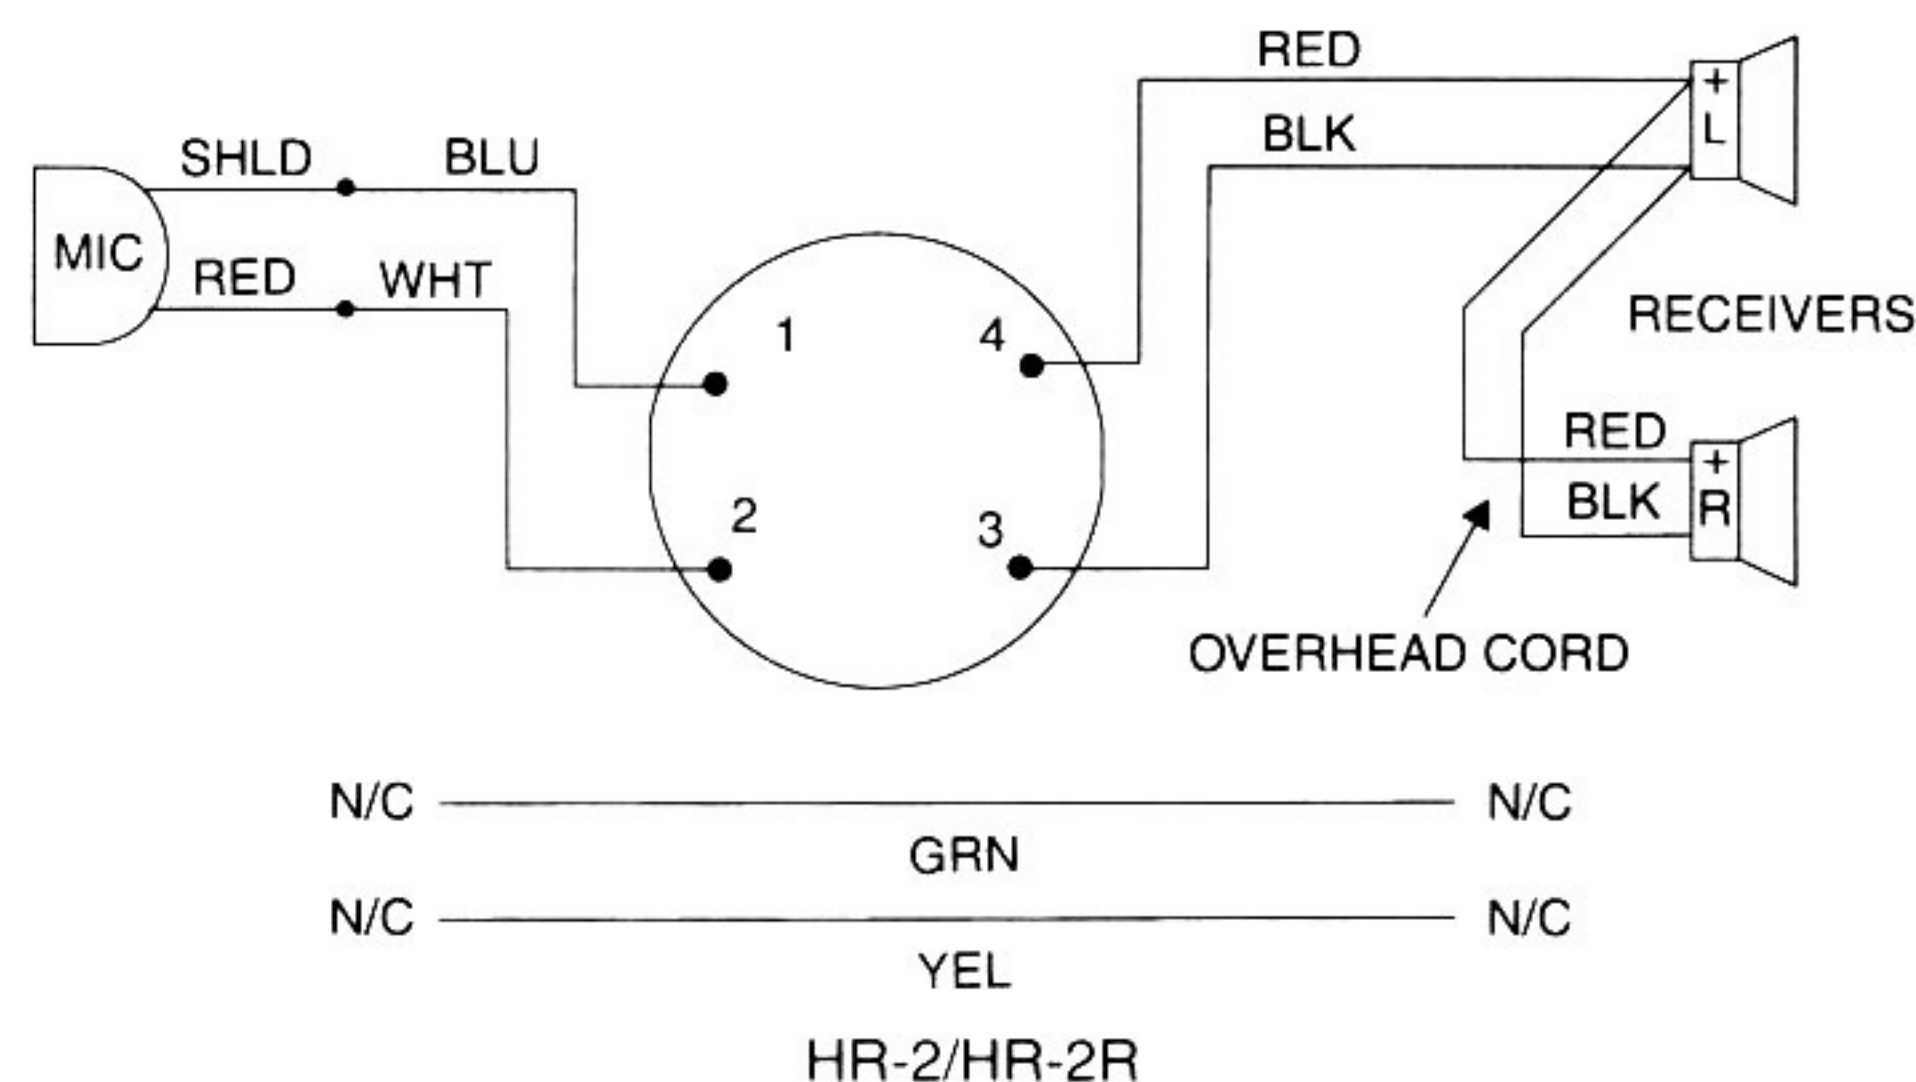 RED
BLK
SHLD BLU
MIC
RED WHT
+
L
1
4
2
3
RECEIVERS
RED
BLK
+
R
OVERHEAD CORD
N/C N/C
GRN
N/C N/C
YEL
HR-2/HR-2R